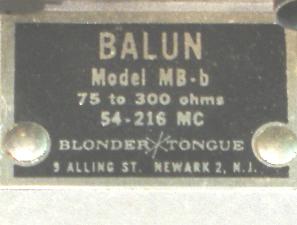 BALUN
Model MB-b
75 to 300 ohms
54-216 MC
BLONDER TONGUE
9 ALLING ST. NEWARK 2, N.J.